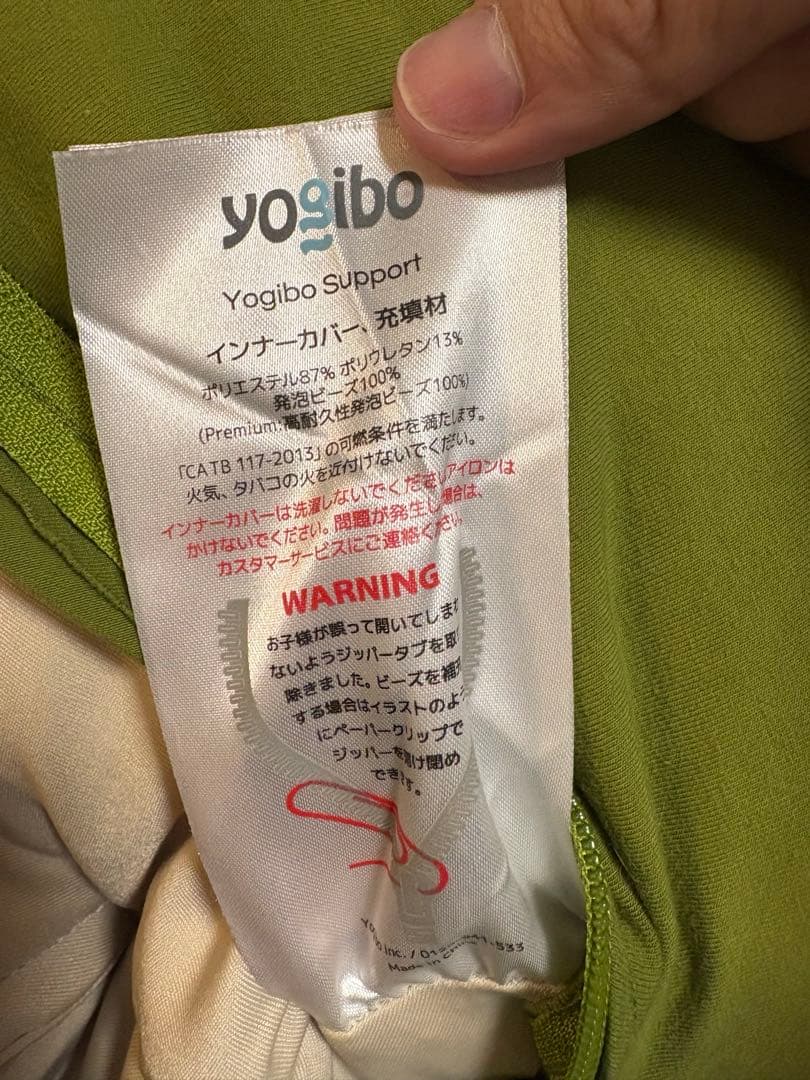 yogibo
Yogibo Support
インナーカバー、充填材
ポリエステル87% ポリウレタン13%
発泡ビーズ100%
(Premium:高耐久性発泡ビーズ100%)
「CA TB 117-2013」の可燃条件を満たします。
火気、タバコの火を近付けないでください。
インナーカバーは洗濯しないでください。アイロンは
かけないでください。問題が発生した場合は、
カスタマーサービスにご連絡ください。
WARNING
お子様が誤って開いてしまわ
ないようジッパータブを取り
除きました。ビーズを補充
する場合はイラストのよう
にペーパークリップで
ジッパーを開け閉め
できます。
Inc. / 533
Made in China